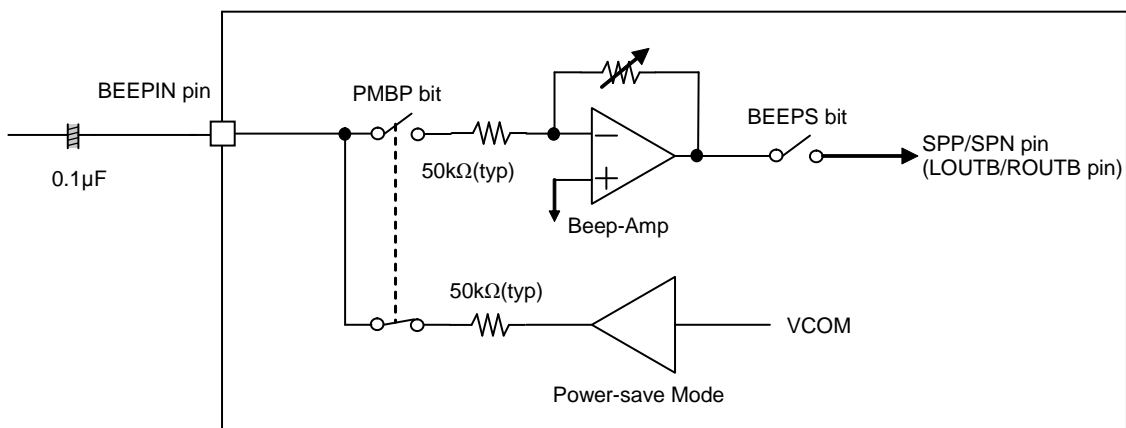 BEEPIN pin
PMBP bit
BEEPS bit
SPP/SPN pin
(LOUTB/ROUTB pin)
0.1µF
50kΩ(typ)
−
+
Beep-Amp
50kΩ(typ)
VCOM
Power-save Mode